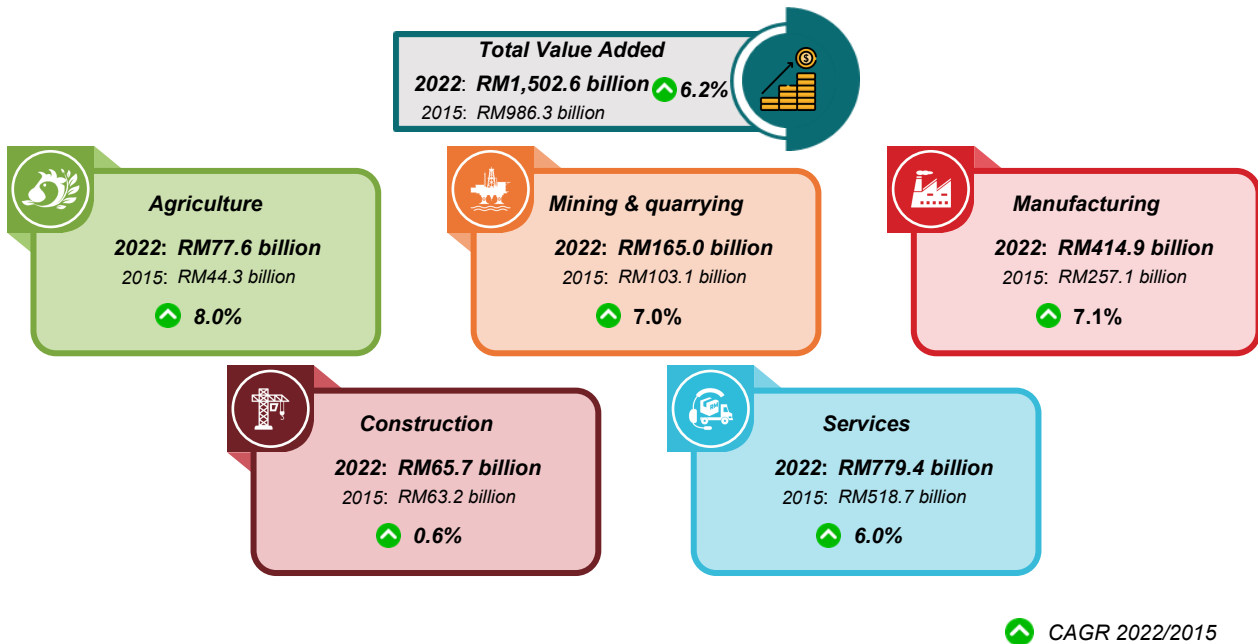 Total Value Added
2022: RM1,502.6 billion 6.2%
2015: RM986.3 billion
Agriculture
2022: RM77.6 billion
2015: RM44.3 billion
8.0%
Mining & quarrying
2022: RM165.0 billion
2015: RM103.1 billion
7.0%
Manufacturing
2022: RM414.9 billion
2015: RM257.1 billion
7.1%
Construction
2022: RM65.7 billion
2015: RM63.2 billion
0.6%
Services
2022: RM779.4 billion
2015: RM518.7 billion
6.0%
CAGR 2022/2015